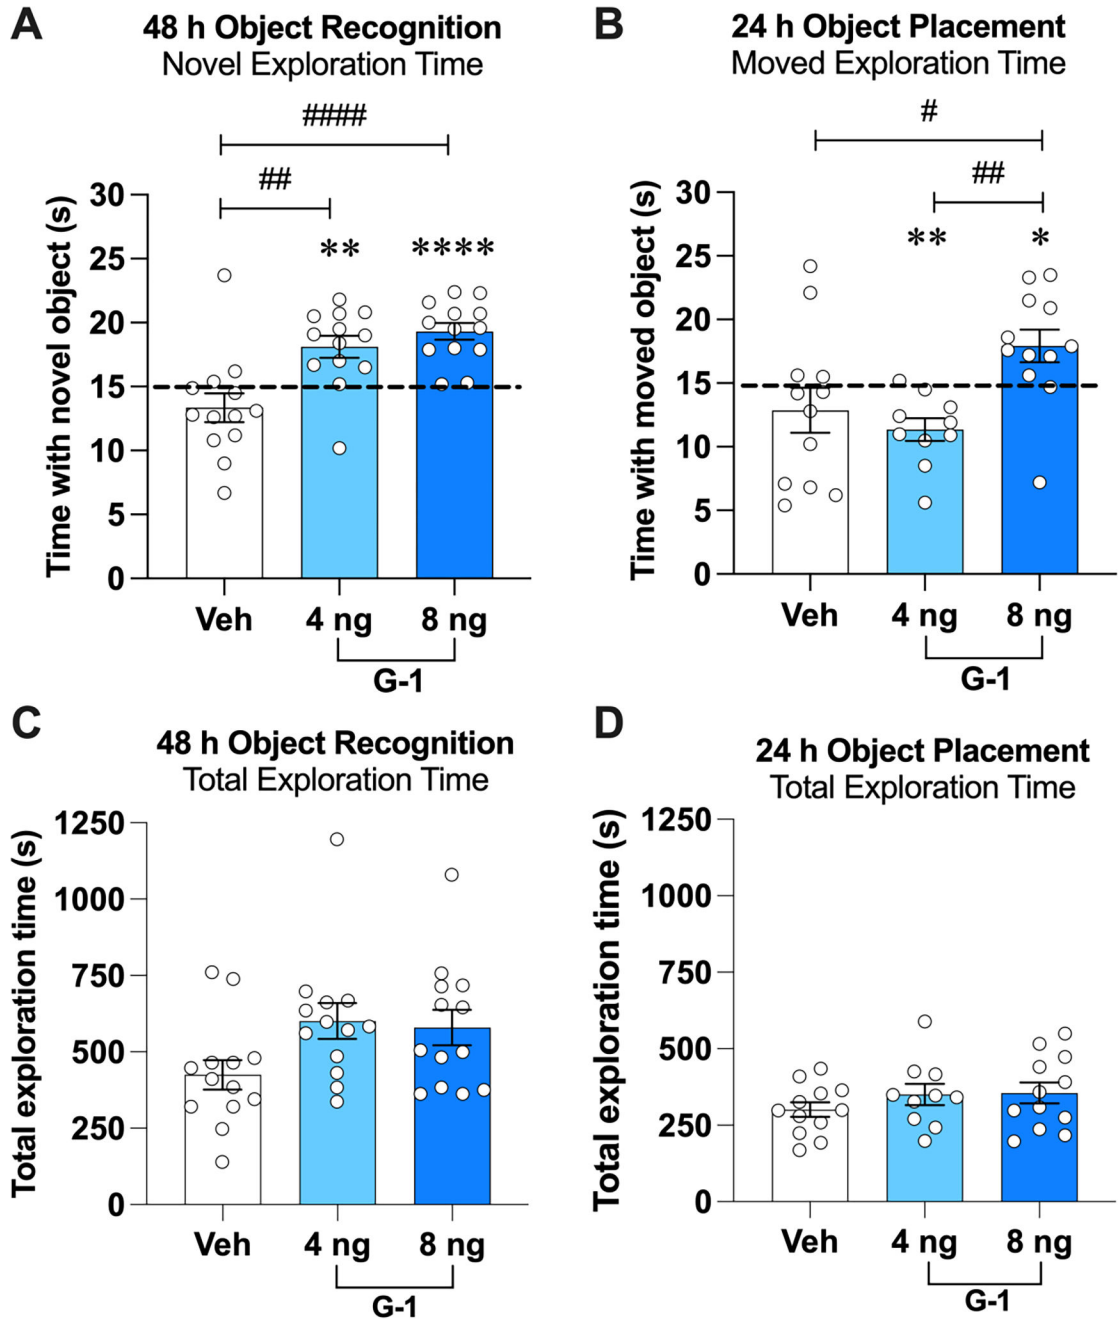 A
48 h Object Recognition
Novel Exploration Time
####
##
** ****
Time with novel object (s)
30
25
20
15
10
5
0
Veh 4 ng 8 ng
G-1
B
24 h Object Placement
Moved Exploration Time
#
##
** *
Time with moved object (s)
30
25
20
15
10
5
0
Veh 4 ng 8 ng
G-1
C
48 h Object Recognition
Total Exploration Time
Total exploration time (s)
1250
1000
750
500
250
0
Veh 4 ng 8 ng
G-1
D
24 h Object Placement
Total Exploration Time
Total exploration time (s)
1250
1000
750
500
250
0
Veh 4 ng 8 ng
G-1